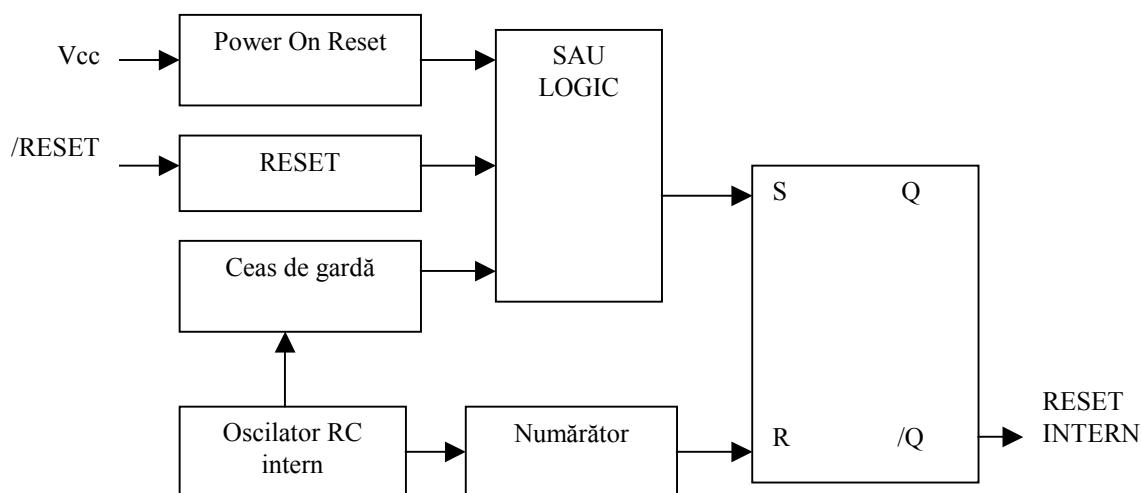 Vcc
Power On Reset
SAU
LOGIC
/RESET
RESET
S
Q
Ceas de gardă
Oscilator RC
intern
Numărător
R
/Q
RESET
INTERN